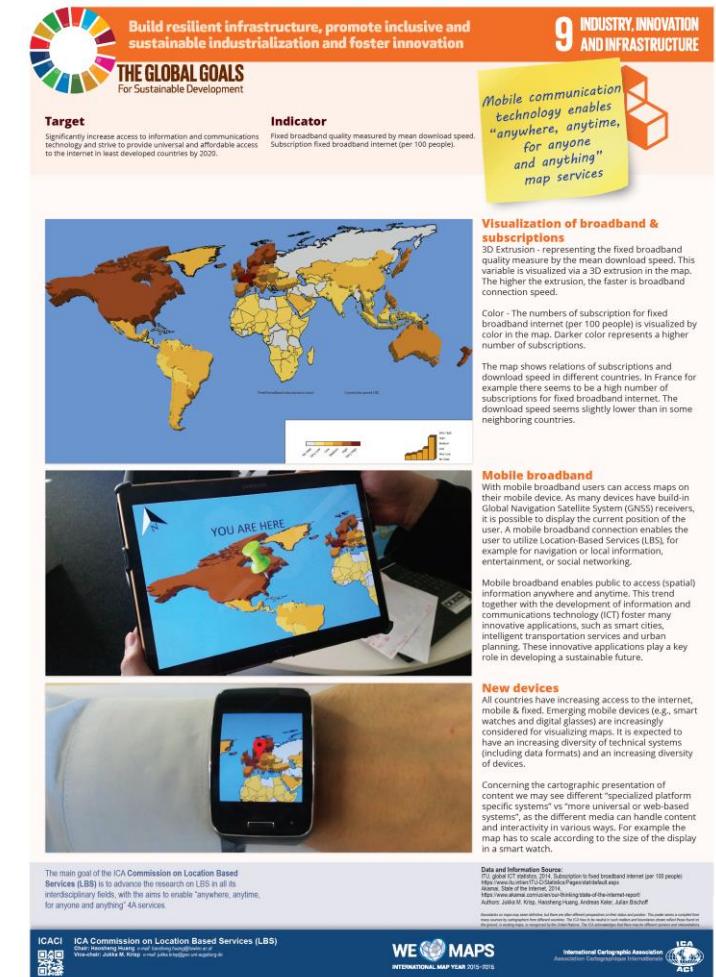 Build resilient infrastructure, promote inclusive and
sustainable industrialization and foster innovation
9 INDUSTRY, INNOVATION
AND INFRASTRUCTURE
THE GLOBAL GOALS
For Sustainable Development
Target
Significantly increase access to information and communications
technology and strive to provide universal and affordable access
to the internet in least developed countries by 2020.
Indicator
Fixed broadband quality measured by mean download speed.
Subscription fixed broadband internet (per 100 people).
Mobile communication
technology enables
"anywhere, anytime,
for anyone
and anything"
map services
Visualization of broadband &
subscriptions
3D Extrusion - representing the fixed broadband
quality measure by the mean download speed. This
variable is visualized via a 3D extrusion in the map.
The higher the extrusion, the faster is broadband
connection speed.
Color - The numbers of subscription for fixed
broadband internet (per 100 people) is visualized by
color in the map. Darker color represents a higher
number of subscriptions.
The map shows relations of subscriptions and
download speed in different countries. In France for
example there seems to be a high number of
subscriptions for fixed broadband internet. The
download speed seems slightly lower than in some
neighboring countries.
YOU ARE HERE
N
Mobile broadband
With mobile broadband users can access maps on
their mobile device. As many devices have build-in
Global Navigation Satellite System (GNSS) receivers,
it is possible to display the current position of the
user. A mobile broadband connection enables the
user to utilize Location-Based Services (LBS), for
example for navigation or local information,
entertainment, or social networking.
Mobile broadband enables public to access (spatial)
information anywhere and anytime. This trend
together with the development of information and
communications technology (ICT) foster many
innovative applications, such as smart cities,
intelligent transportation services and urban
planning. These innovative applications play a key
role in developing a sustainable future.
New devices
All countries have increasing access to the internet,
mobile & fixed. Emerging mobile devices (e.g., smart
watches and digital glasses) are increasingly
considered for visualizing maps. It is expected to
have an increasing diversity of technical systems
(including data formats) and an increasing diversity
of devices.
Concerning the cartographic presentation of
content we may see different "specialized platform
specific systems" vs "more universal or web-based
systems", as the different media can handle content
and interactivity in various ways. For example the
map has to scale according to the size of the display
in a smart watch.
The main goal of the ICA Commission on Location Based
Services (LBS) is to advance the research on LBS in all its
interdisciplinary fields, with the aims to enable "anywhere, anytime,
for anyone and anything" 4A services.
Data and Information Source:
ITU, global ICT statistics, 2014, Subscription to fixed broadband internet (per 100 people)
Akamai, State of the Internet, 2014,
Authors: Jukka M. Krisp, Haosheng Huang, Andreas Keler, Julian Bischoff
ICACI
ICA Commission on Location Based Services (LBS)
Chair: Haosheng Huang
Vice-chair: Jukka M. Krisp
WE MAPS
INTERNATIONAL MAP YEAR 2015-2016
International Cartographic Association
Association Cartographique Internationale
ICA
ACI